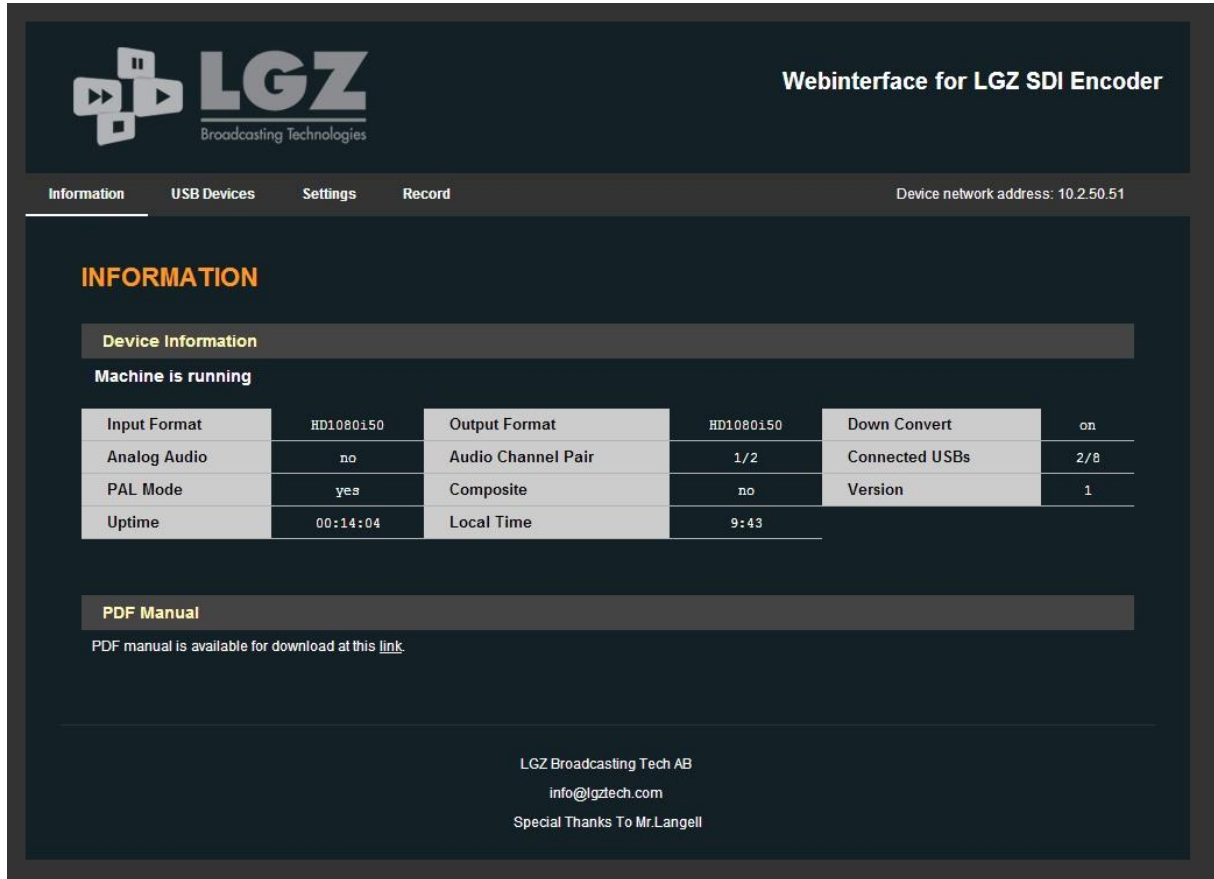 LGZ
Broadcasting Technologies
Webinterface for LGZ SDI Encoder
Information USB Devices Settings Record Device network address: 10.2.50.51
INFORMATION
Device Information
Machine is running
Input Format HD1080i50 Output Format HD1080i50 Down Convert on
Analog Audio no Audio Channel Pair 1/2 Connected USBs 2/8
PAL Mode yes Composite no Version 1
Uptime 00:14:04 Local Time 9:43
PDF Manual
PDF manual is available for download at this link.
LGZ Broadcasting Tech AB
info@lgztech.com
Special Thanks To Mr.Langell